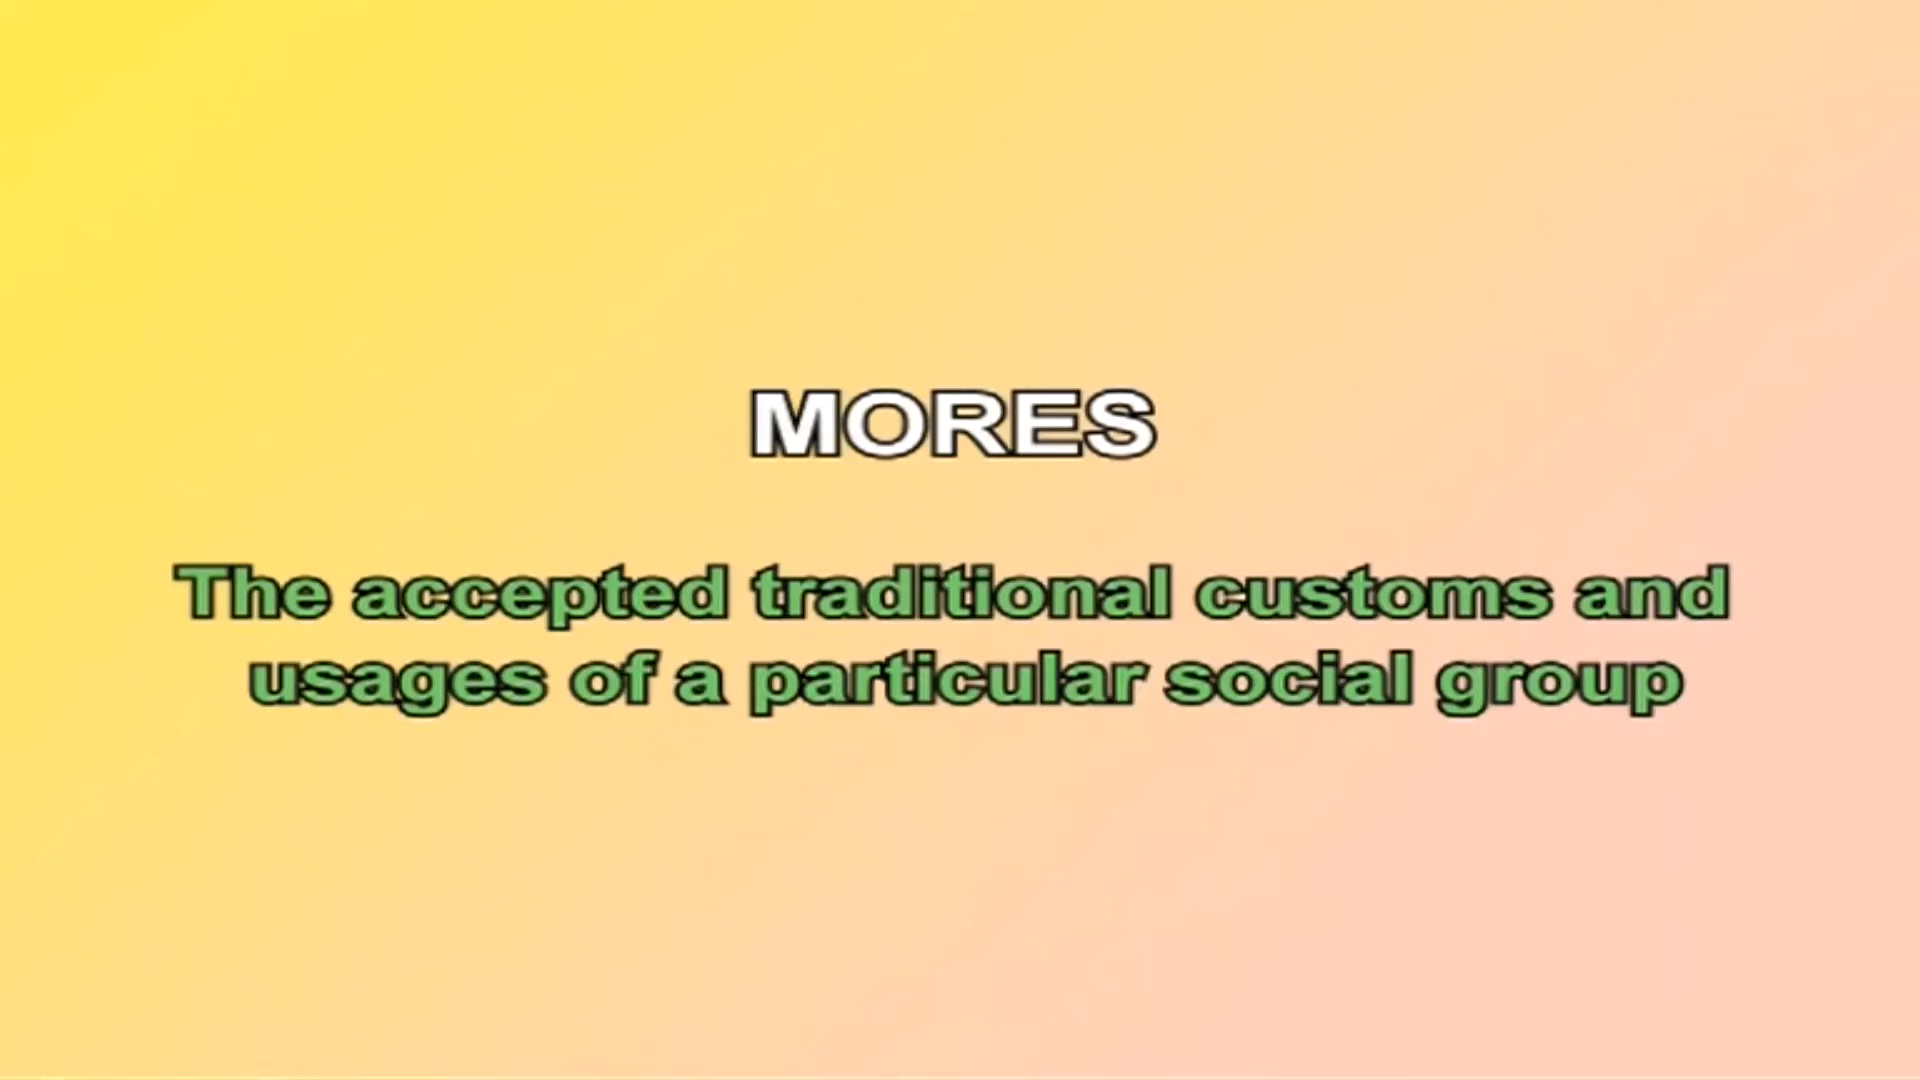 MORES
The accepted traditional customs and
usages of a particular social group